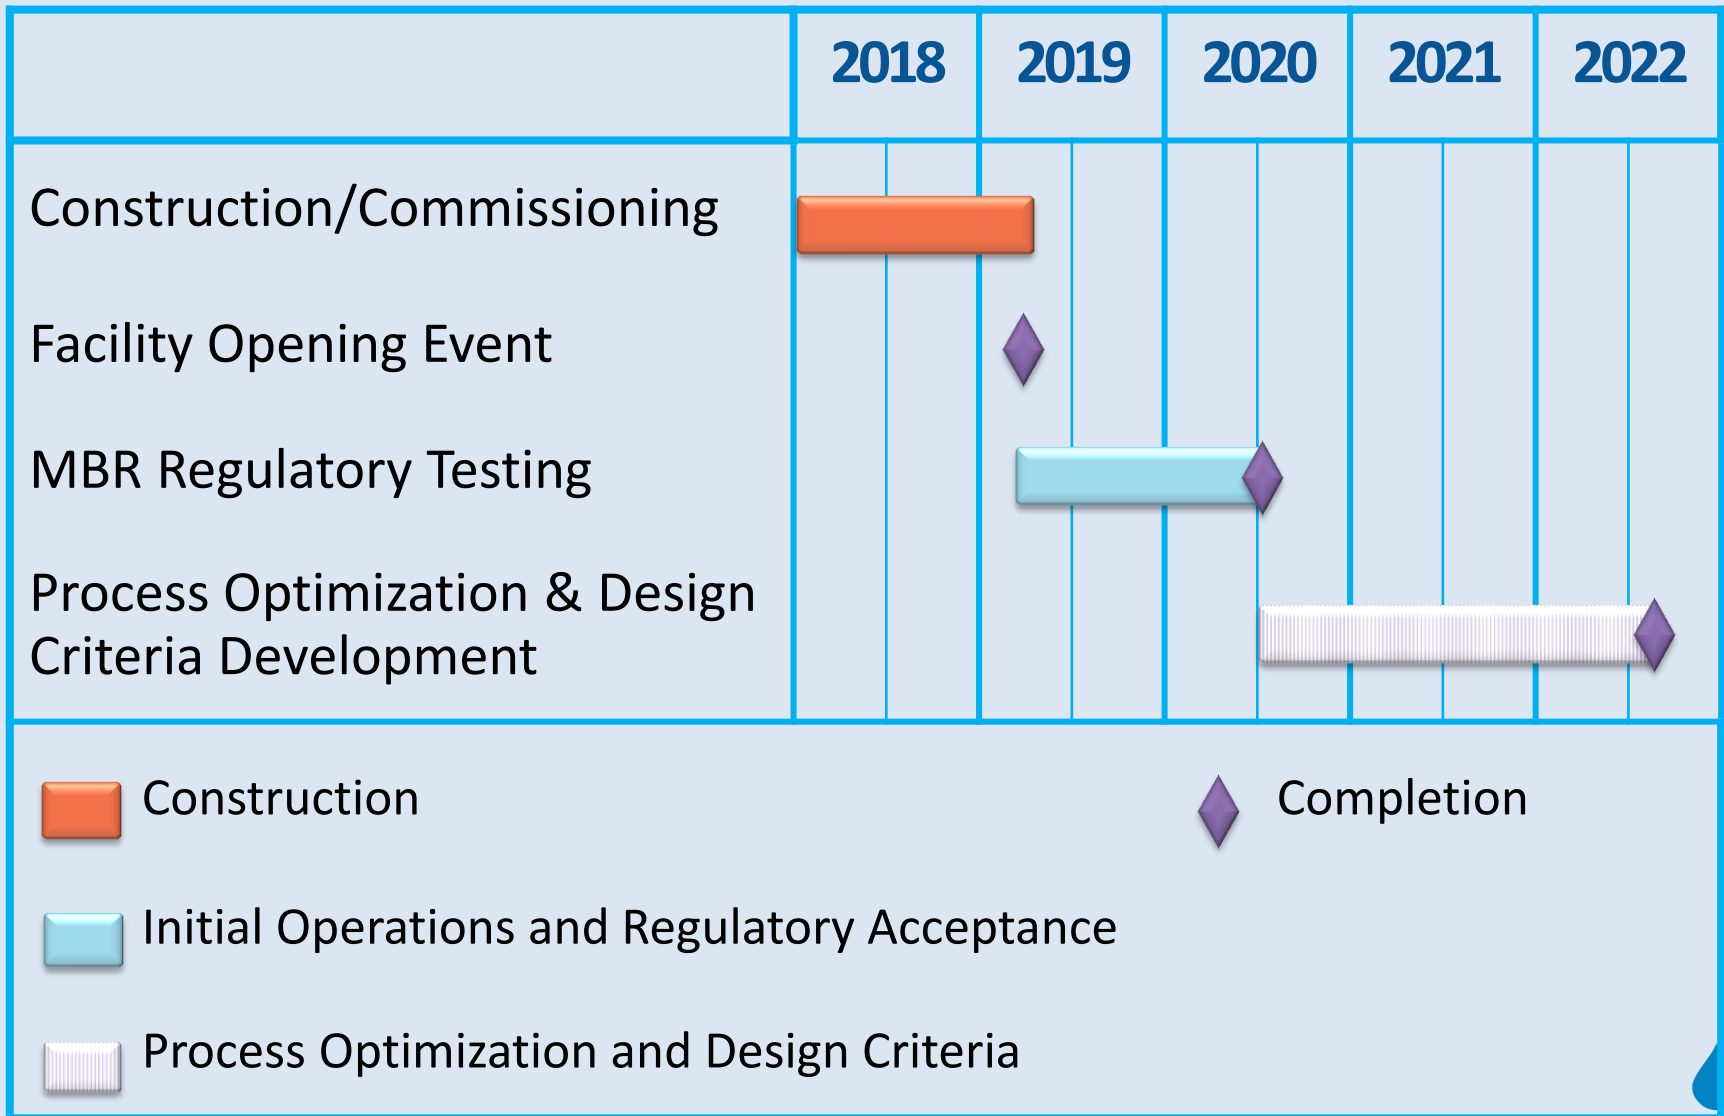 2018 2019 2020 2021 2022
Construction/Commissioning
Facility Opening Event
MBR Regulatory Testing
Process Optimization & Design
Criteria Development
Construction
Completion
Initial Operations and Regulatory Acceptance
Process Optimization and Design Criteria